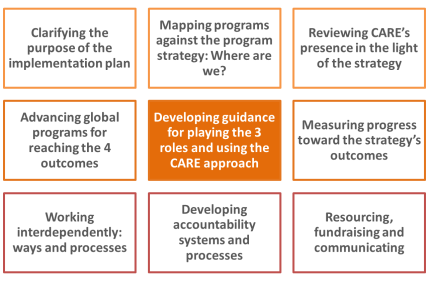 Clarifying the
purpose of the
implementation plan
Mapping programs
against the program
strategy: Where are
we?
Reviewing CARE's
presence in the light
of the strategy
Advancing global
programs for
reaching the 4
outcomes
Developing guidance
for playing the 3
roles and using the
CARE approach
Measuring progress
toward the strategy's
outcomes
Working
interdependently:
ways and processes
Developing
accountability
systems and
processes
Resourcing,
fundraising and
communicating